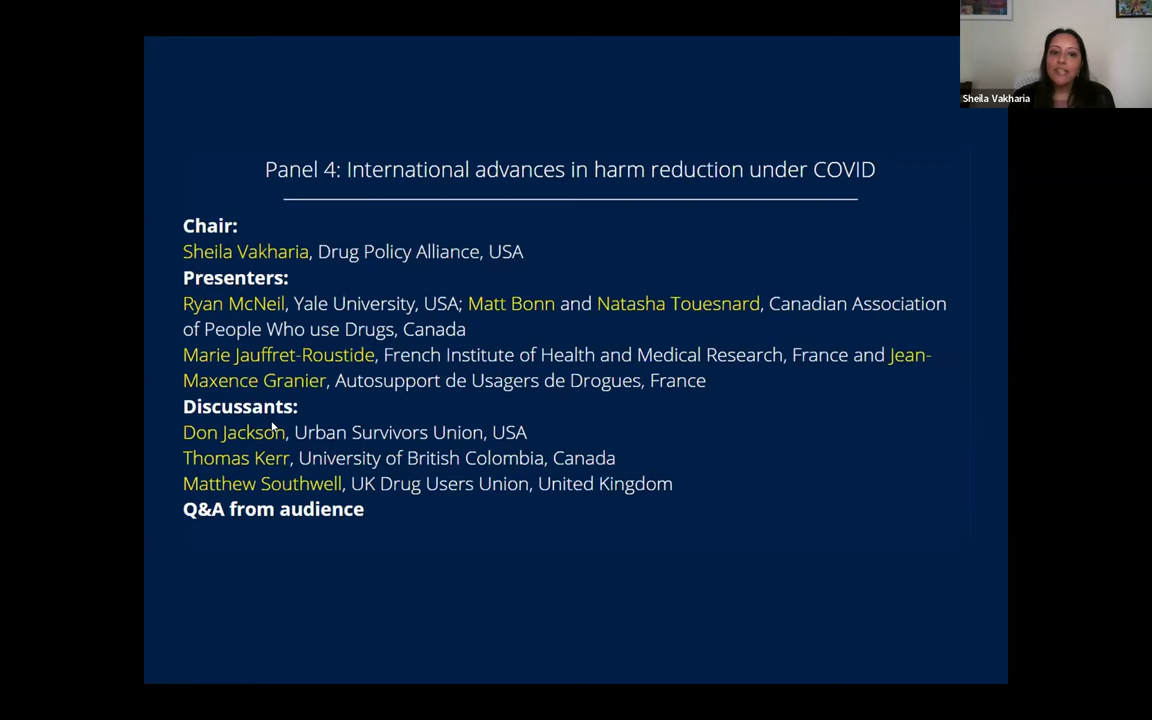 Sheila Vakharia
Panel 4: International advances in harm reduction under COVID
Chair:
Sheila Vakharia, Drug Policy Alliance, USA
Presenters:
Ryan McNeil, Yale University, USA; Matt Bonn and Natasha Touesnard, Canadian Association
of People Who use Drugs, Canada
Marie Jauffret-Roustide, French Institute of Health and Medical Research, France and Jean-
Maxence Granier, Autosupport de Usagers de Drogues, France
Discussants:
Don Jackson, Urban Survivors Union, USA
Thomas Kerr, University of British Colombia, Canada
Matthew Southwell, UK Drug Users Union, United Kingdom
Q&A from audience